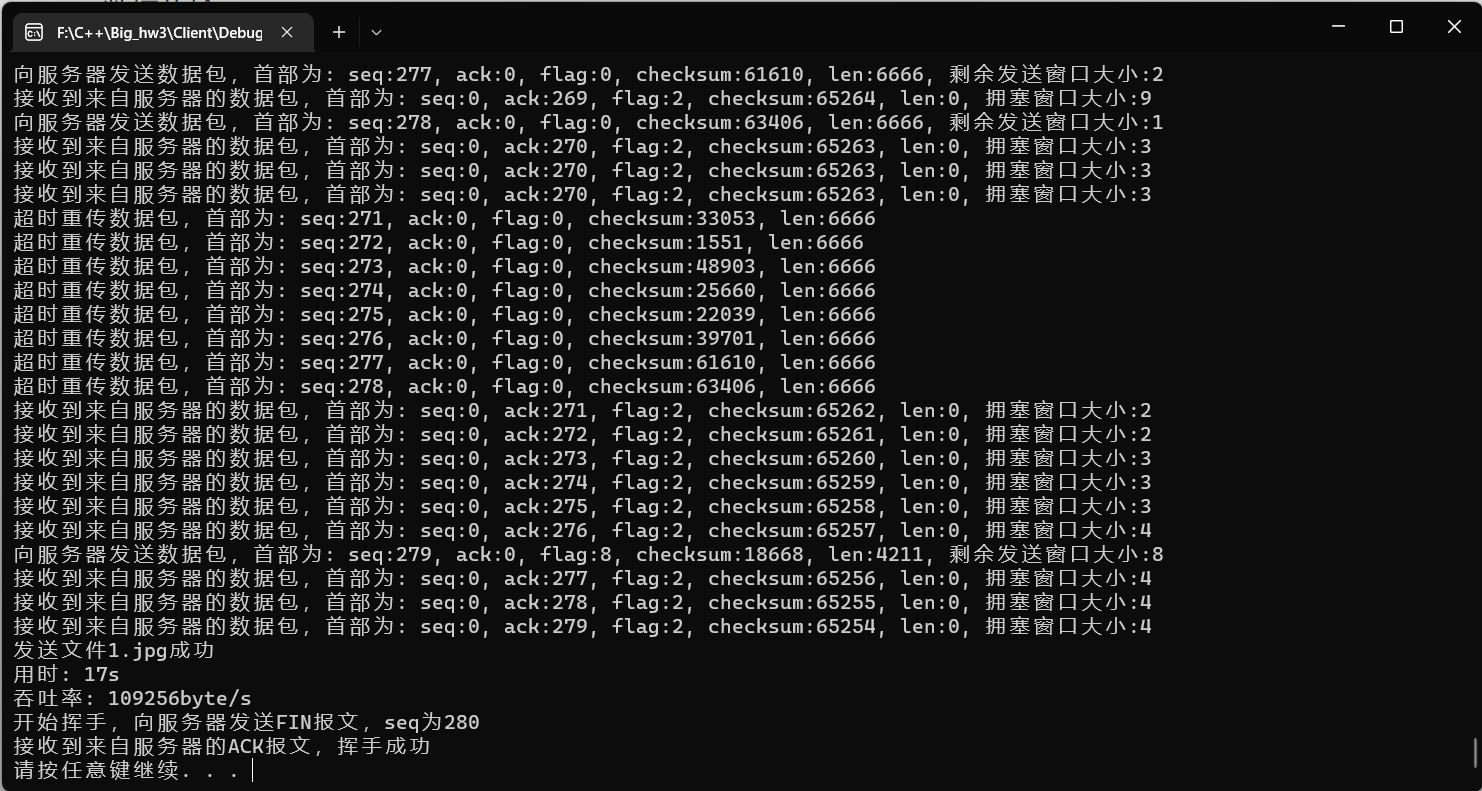 F:\C++\Big_hw3\Client\Debug
向服务器发送数据包，首部为：seq:277, ack:0, flag:0, checksum:61610, len:6666, 剩余发送窗口大小:2
接收到来自服务器的数据包，首部为：seq:0, ack:269, flag:2, checksum:65264, len:0, 拥塞窗口大小:9
向服务器发送数据包，首部为：seq:278, ack:0, flag:0, checksum:63406, len:6666, 剩余发送窗口大小:1
接收到来自服务器的数据包，首部为：seq:0, ack:270, flag:2, checksum:65263, len:0, 拥塞窗口大小:3
接收到来自服务器的数据包，首部为：seq:0, ack:270, flag:2, checksum:65263, len:0, 拥塞窗口大小:3
接收到来自服务器的数据包，首部为：seq:0, ack:270, flag:2, checksum:65263, len:0, 拥塞窗口大小:3
超时重传数据包，首部为：seq:271, ack:0, flag:0, checksum:33053, len:6666
超时重传数据包，首部为：seq:272, ack:0, flag:0, checksum:1551, len:6666
超时重传数据包，首部为：seq:273, ack:0, flag:0, checksum:48903, len:6666
超时重传数据包，首部为：seq:274, ack:0, flag:0, checksum:25660, len:6666
超时重传数据包，首部为：seq:275, ack:0, flag:0, checksum:22039, len:6666
超时重传数据包，首部为：seq:276, ack:0, flag:0, checksum:39701, len:6666
超时重传数据包，首部为：seq:277, ack:0, flag:0, checksum:61610, len:6666
超时重传数据包，首部为：seq:278, ack:0, flag:0, checksum:63406, len:6666
接收到来自服务器的数据包，首部为：seq:0, ack:271, flag:2, checksum:65262, len:0, 拥塞窗口大小:2
接收到来自服务器的数据包，首部为：seq:0, ack:272, flag:2, checksum:65261, len:0, 拥塞窗口大小:2
接收到来自服务器的数据包，首部为：seq:0, ack:273, flag:2, checksum:65260, len:0, 拥塞窗口大小:3
接收到来自服务器的数据包，首部为：seq:0, ack:274, flag:2, checksum:65259, len:0, 拥塞窗口大小:3
接收到来自服务器的数据包，首部为：seq:0, ack:275, flag:2, checksum:65258, len:0, 拥塞窗口大小:3
接收到来自服务器的数据包，首部为：seq:0, ack:276, flag:2, checksum:65257, len:0, 拥塞窗口大小:4
向服务器发送数据包，首部为：seq:279, ack:0, flag:8, checksum:18668, len:4211, 剩余发送窗口大小:8
接收到来自服务器的数据包，首部为：seq:0, ack:277, flag:2, checksum:65256, len:0, 拥塞窗口大小:4
接收到来自服务器的数据包，首部为：seq:0, ack:278, flag:2, checksum:65255, len:0, 拥塞窗口大小:4
接收到来自服务器的数据包，首部为：seq:0, ack:279, flag:2, checksum:65254, len:0, 拥塞窗口大小:4
发送文件1.jpg成功
用时：17s
吞吐率：109256byte/s
开始挥手，向服务器发送FIN报文，seq为280
接收到来自服务器的ACK报文，挥手成功
请按任意键继续. . .